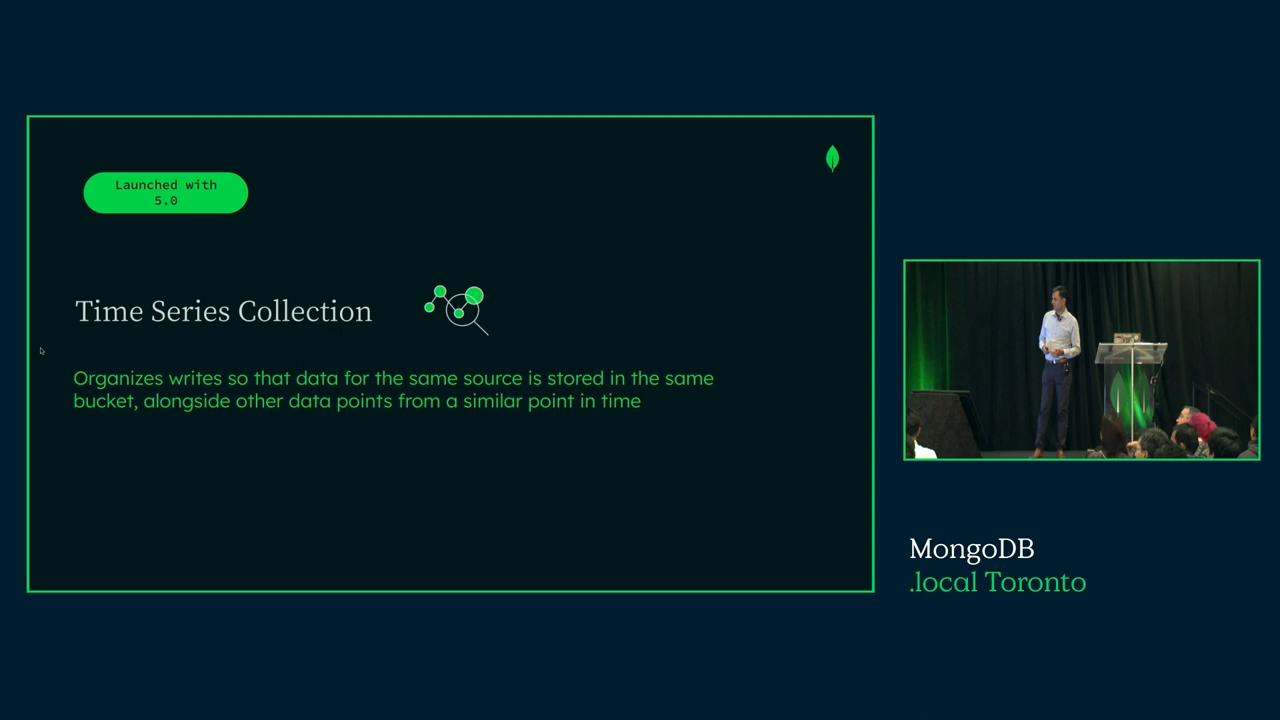 Launched with
5.0
Time Series Collection
Organizes writes so that data for the same source is stored in the same
bucket, alongside other data points from a similar point in time
MongoDB
.local Toronto